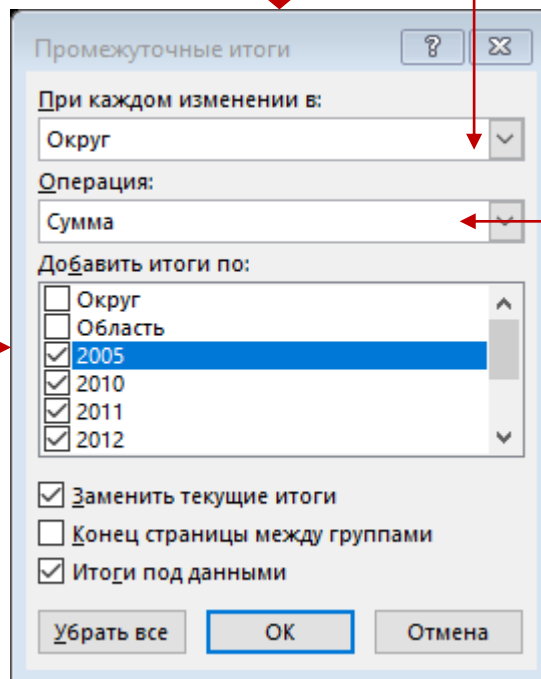 Промежуточные итоги
При каждом изменении в:
Округ
Операция:
Сумма
Добавить итоги по:
Округ
Область
2005
2010
2011
2012
Заменить текущие итоги
Конец страницы между группами
Итоги под данными
Убрать все ОК Отмена